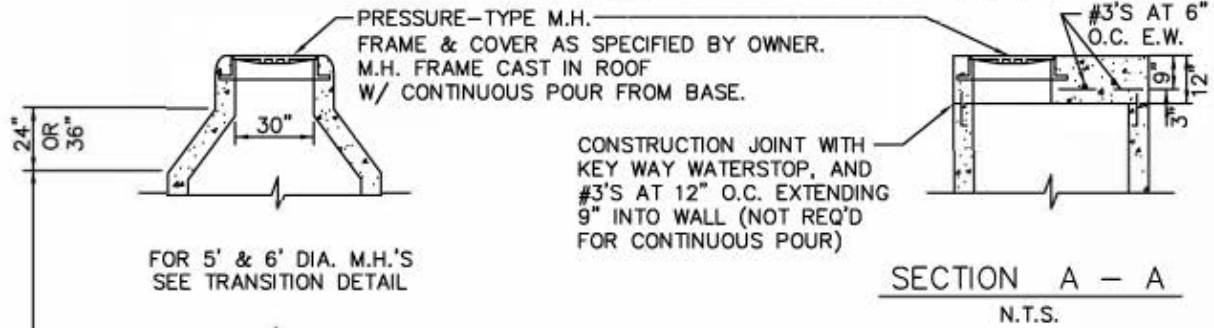 PRESSURE-TYPE M.H.
FRAME & COVER AS SPECIFIED BY OWNER.
M.H. FRAME CAST IN ROOF
W/ CONTINUOUS POUR FROM BASE.
#3'S AT 6"
O.C. E.W.
9"
12"
3"
24"
OR
36"
30"
CONSTRUCTION JOINT WITH
KEY WAY WATERSTOP, AND
#3'S AT 12" O.C. EXTENDING
9" INTO WALL (NOT REQ'D
FOR CONTINUOUS POUR)
FOR 5' & 6' DIA. M.H.'S
SEE TRANSITION DETAIL
SECTION A – A
N.T.S.